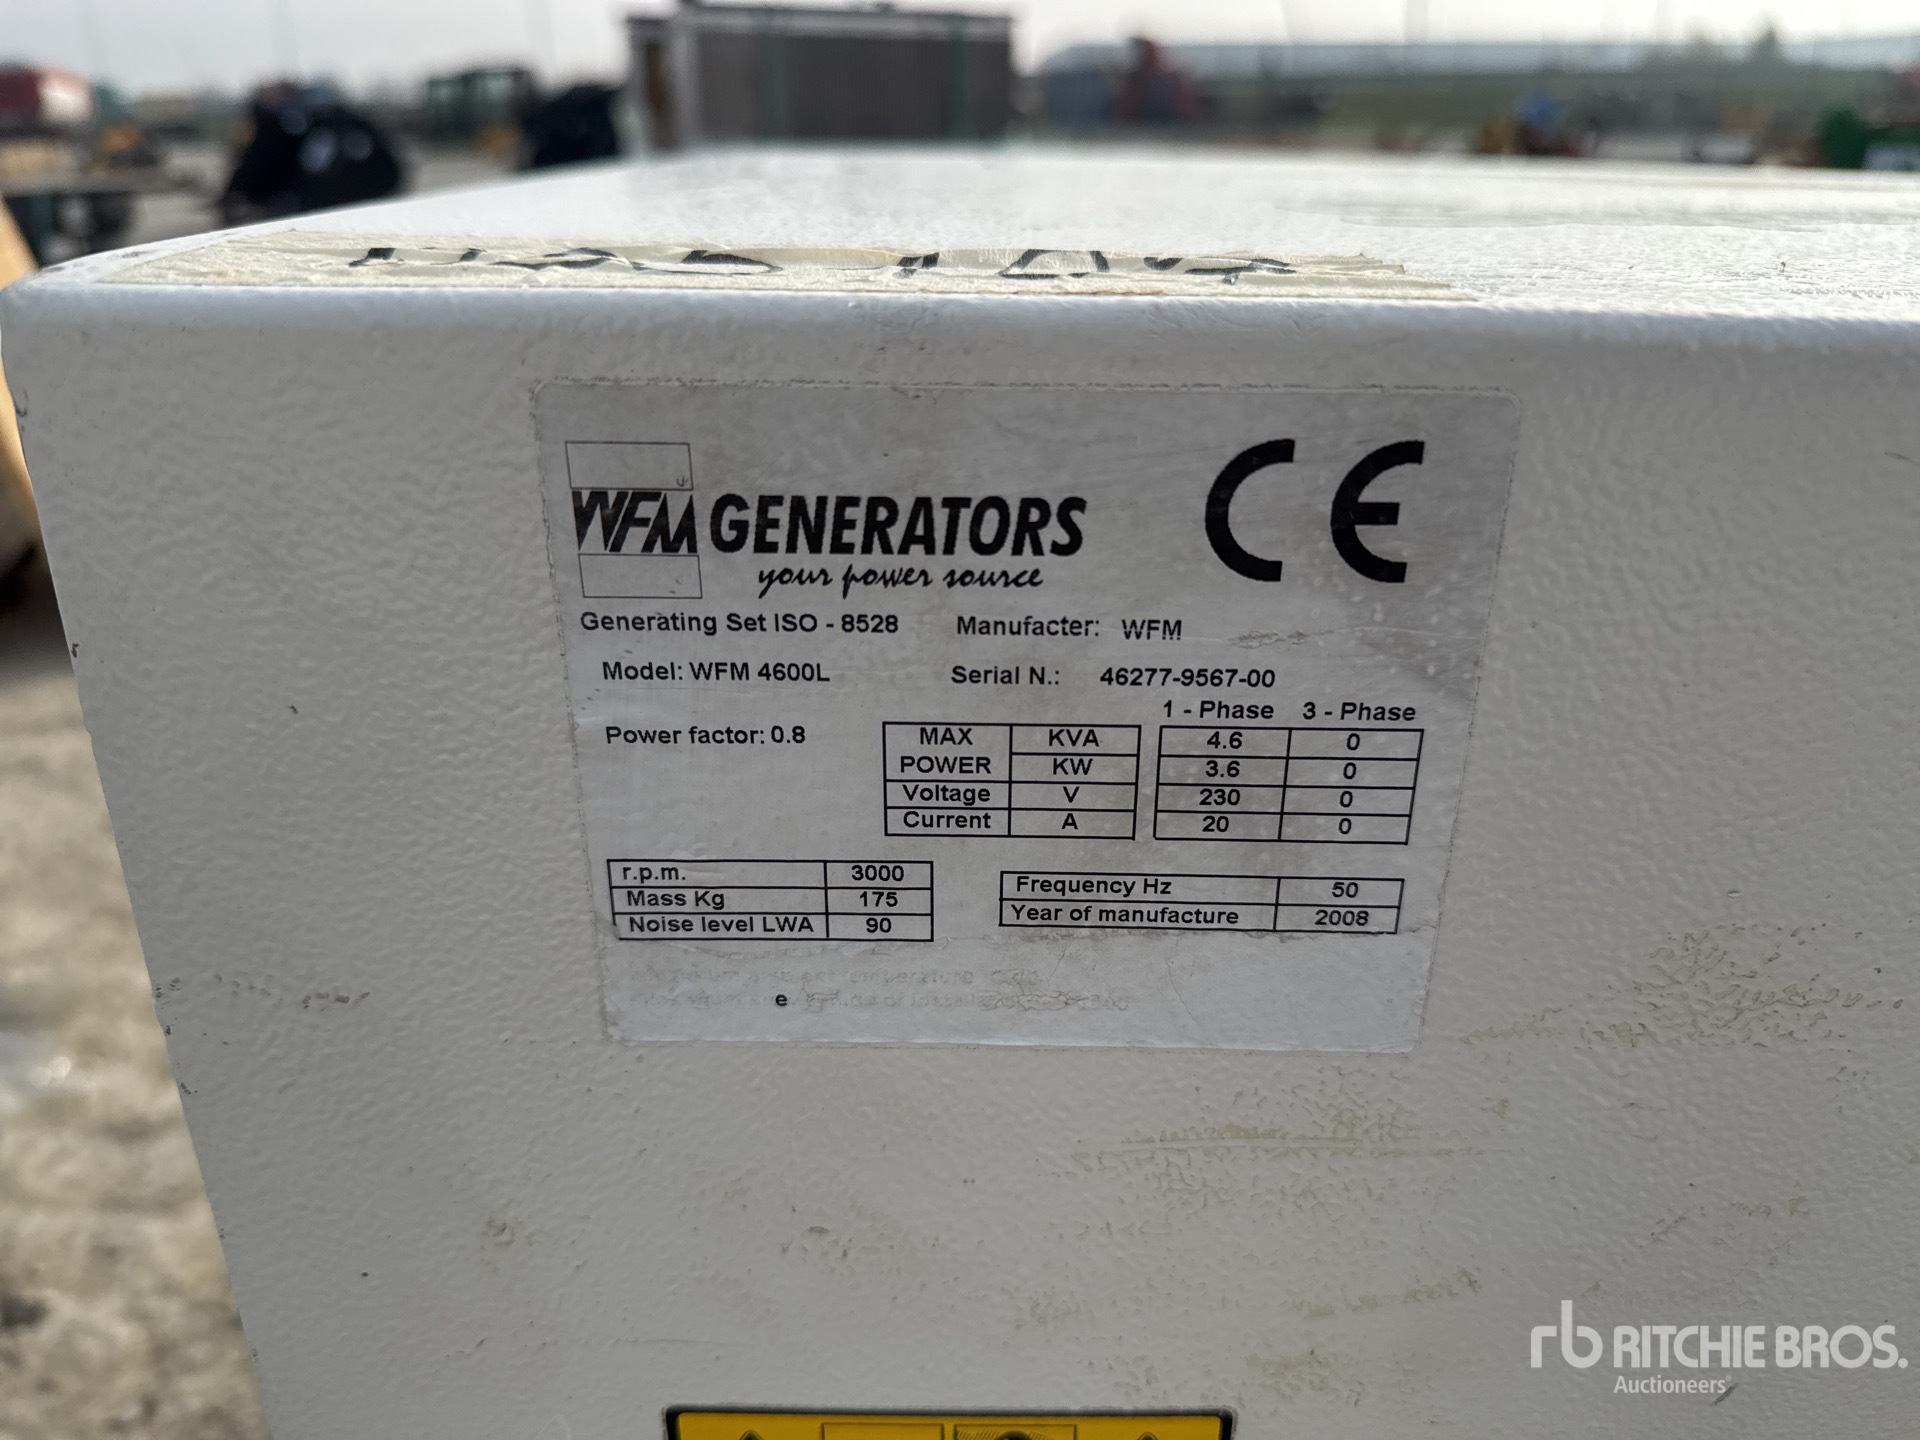 WFM GENERATORS
your power source
CE
Generating Set ISO - 8528 Manufacter: WFM
Model: WFM 4600L Serial N.: 46277-9567-00
1 - Phase 3 - Phase
Power factor: 0.8
MAX POWER KVA 4.6 0
KW 3.6 0
Voltage V 230 0
Current A 20 0
r.p.m. 3000
Mass Kg 175
Noise level LWA 90
Frequency Hz 50
Year of manufacture 2008
e
rb RITCHIE BROS.
Auctioneers